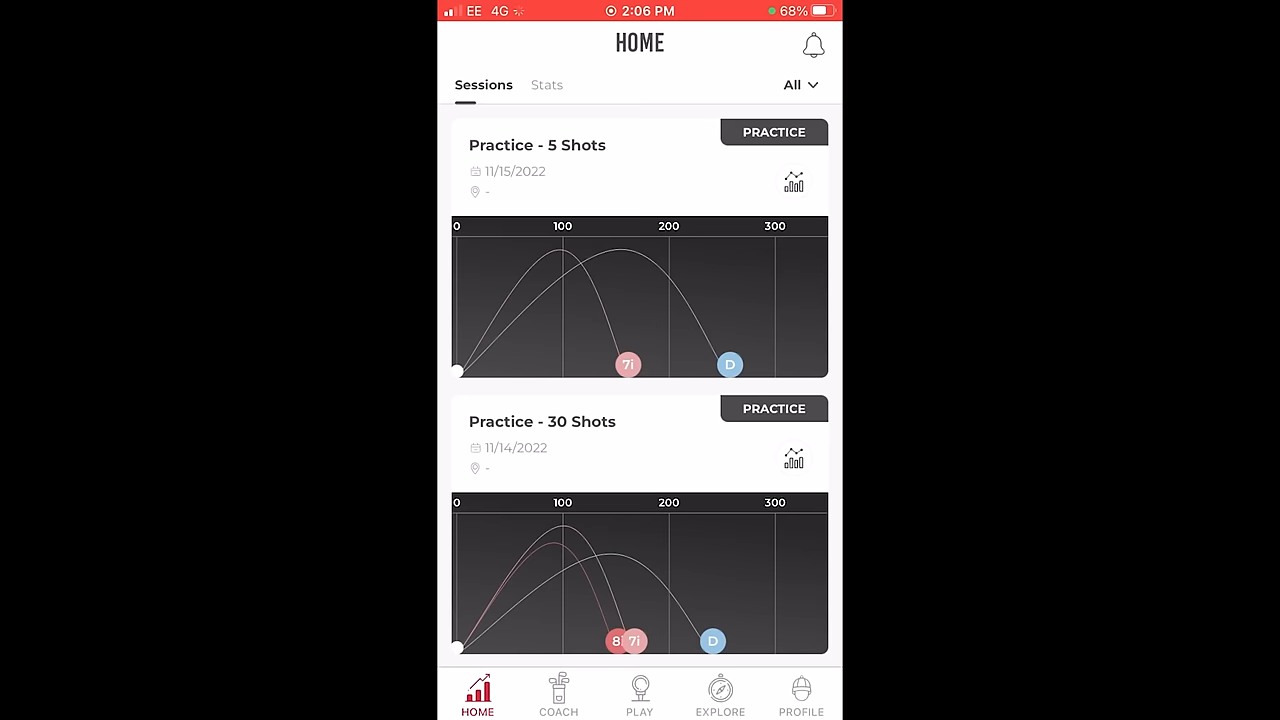 EE 4G 2:06 PM 68%
HOME
Sessions Stats All
PRACTICE
Practice - 5 Shots
11/15/2022
-
0 100 200 300
7i D
PRACTICE
Practice - 30 Shots
11/14/2022
-
0 100 200 300
8i 7i D
HOME COACH PLAY EXPLORE PROFILE